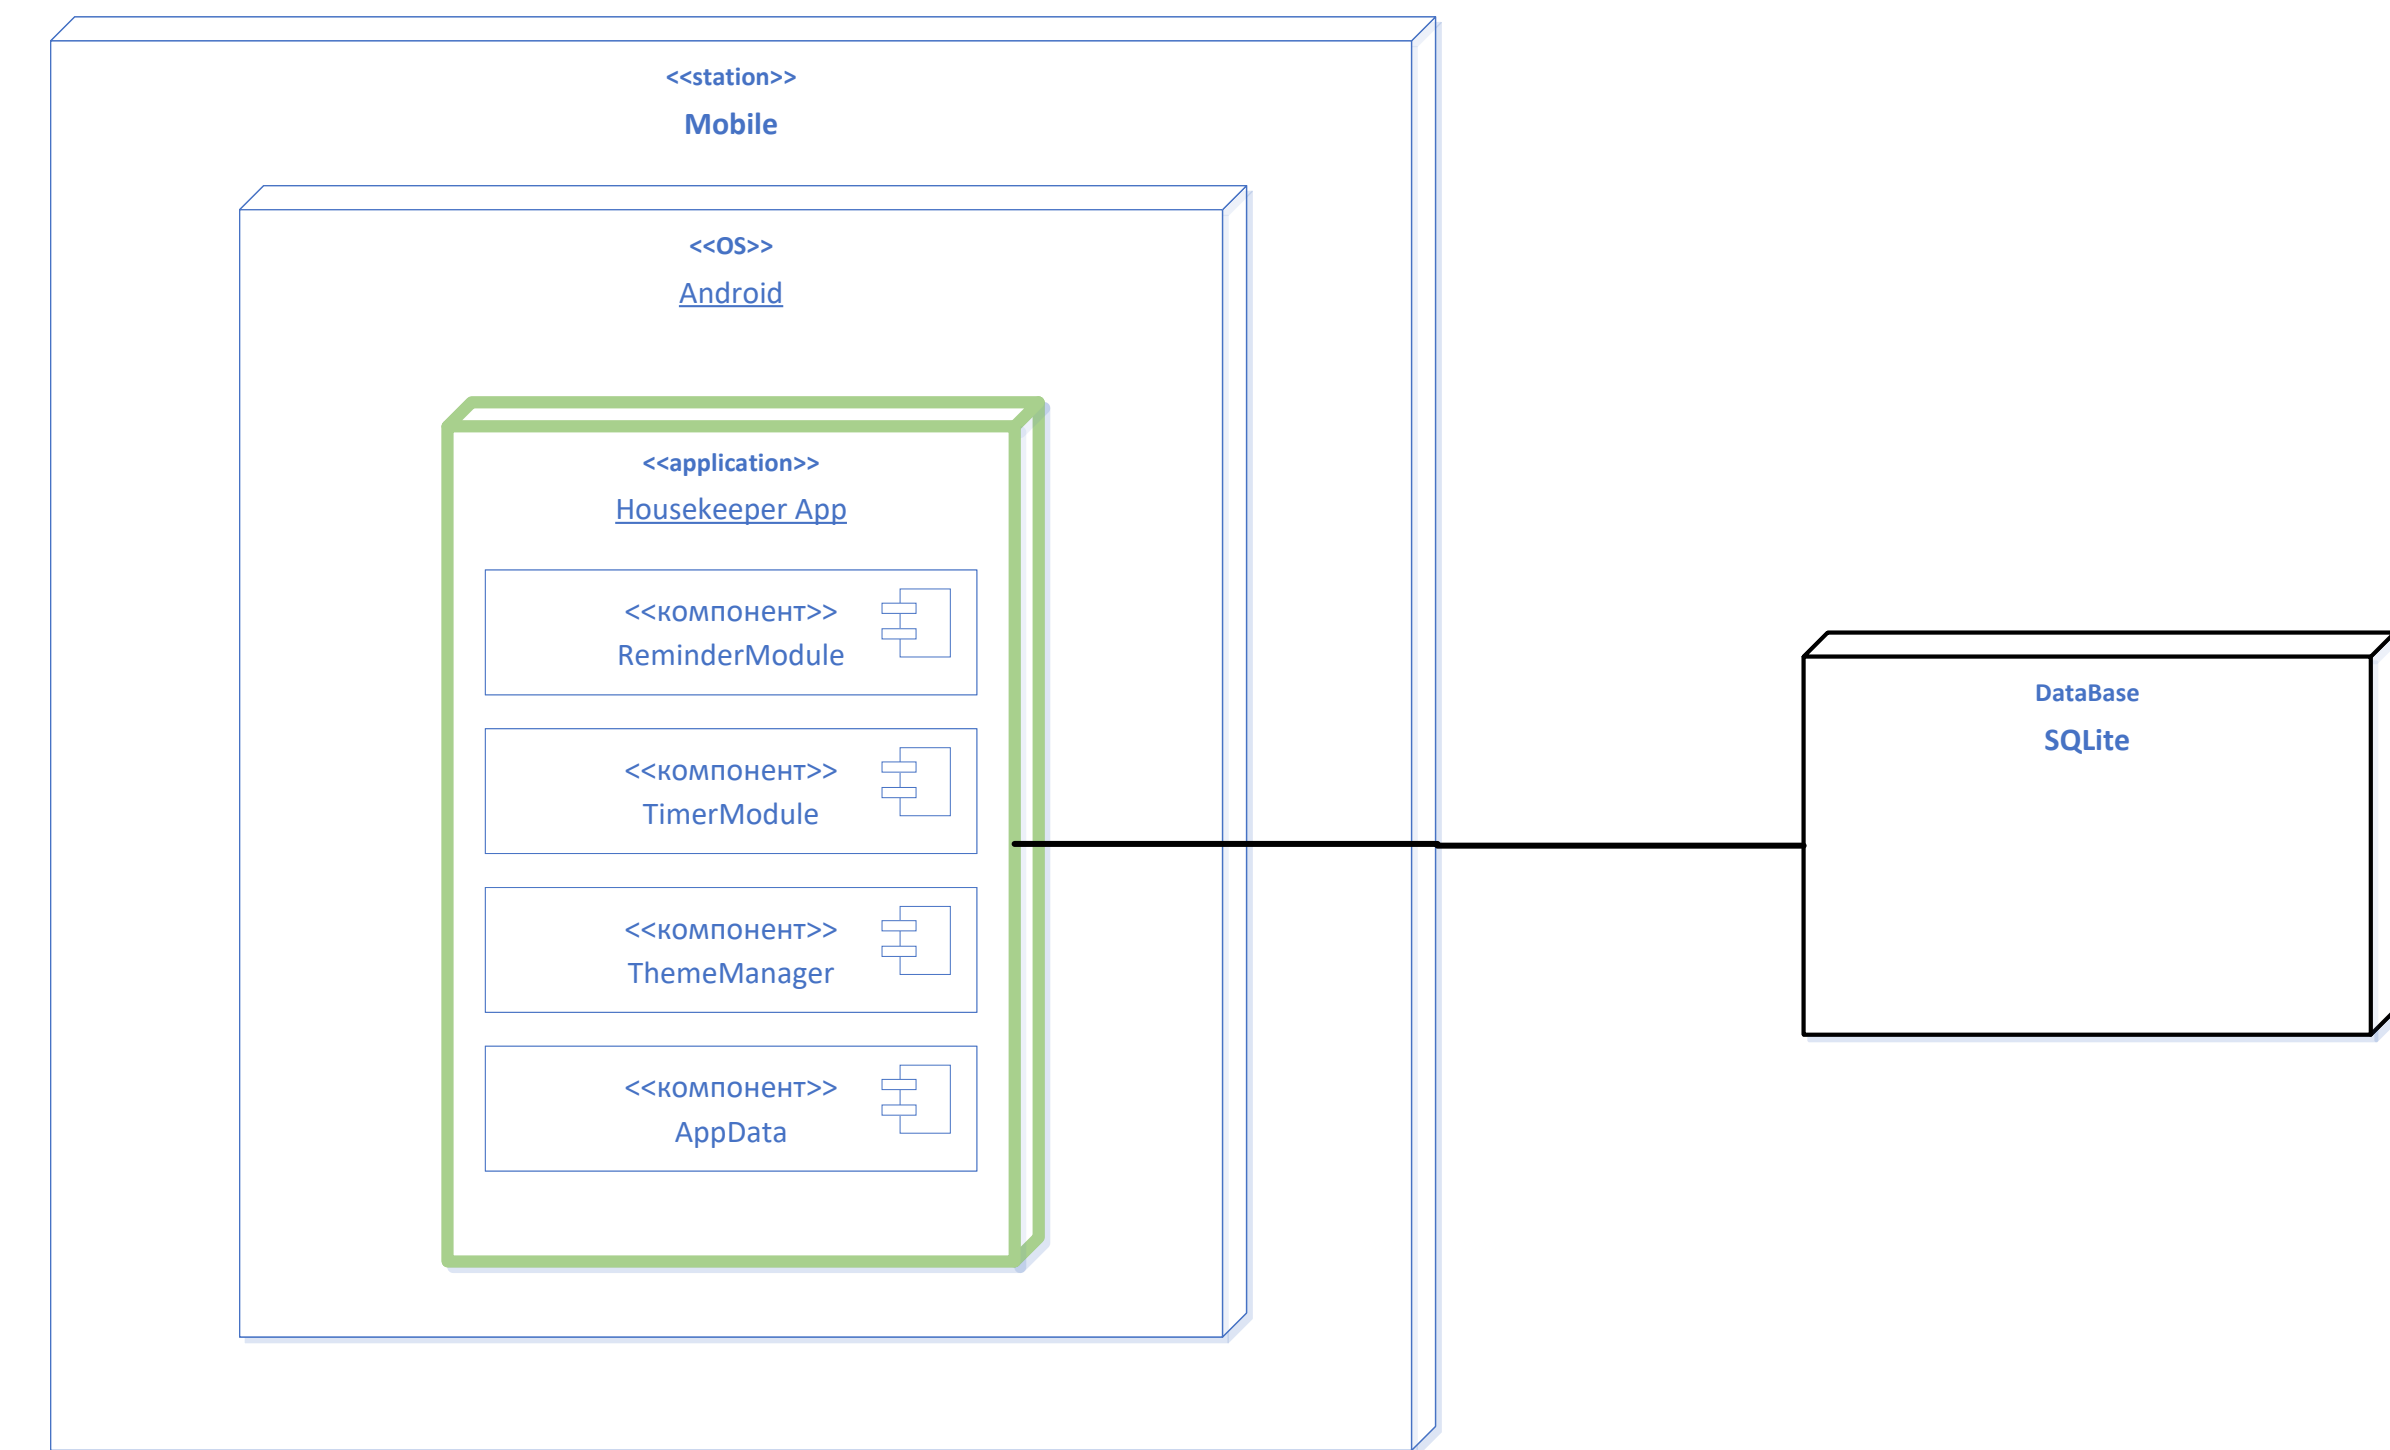 <<station>>
Mobile
<<OS>>
Android
<<application>>
Housekeeper App
<<компонент>>
ReminderModule
<<компонент>>
TimerModule
<<компонент>>
ThemeManager
<<компонент>>
AppData
DataBase
SQLite